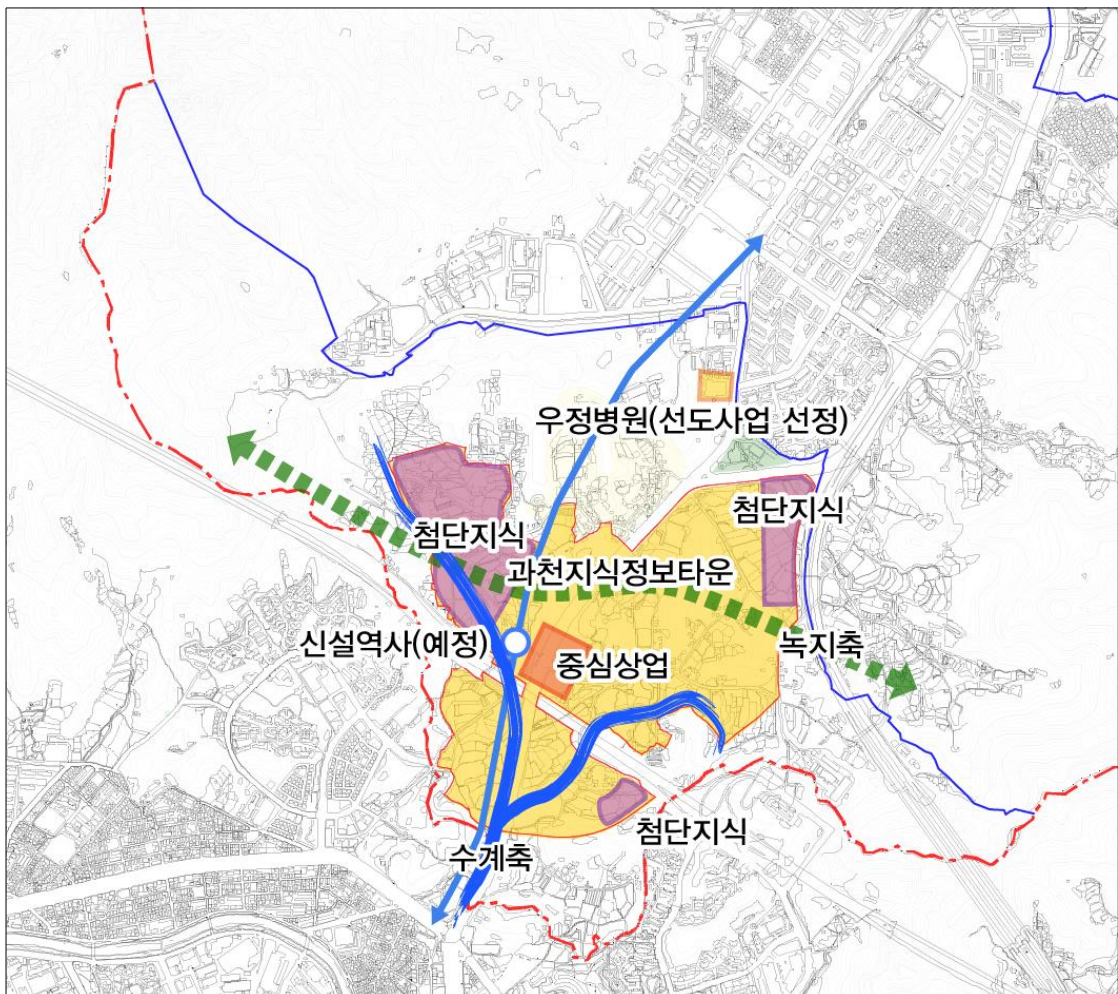 우정병원(선도사업 선정)
첨단지식
첨단지식
과천지식정보타운
신설역사(예정)
중심상업
녹지축
첨단지식
수계축